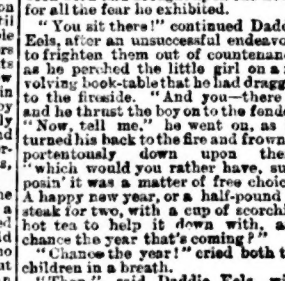 for all the fear he exhibited.
"You sit there!" continued Dadd
Eels, after an unsuccessful endeavo
to frighten them out of countenan
as he perched the little girl on a
volving book-table that he had dragg
to the fireside. "And you—there
and he thrust the boy on to the fende
"Now, tell me," he went on, as
turned his back to the fire and frown
portentously down upon the
"which would you rather have, su
posin' it was a matter of free choic
A happy new year, or a half-pound
steak for two, with a cup of scorchi
hot tea to help it down with, a
chance the year that's coming?"
"Chance the year!" cried both t
children in a breath.
said Daddie Eels,